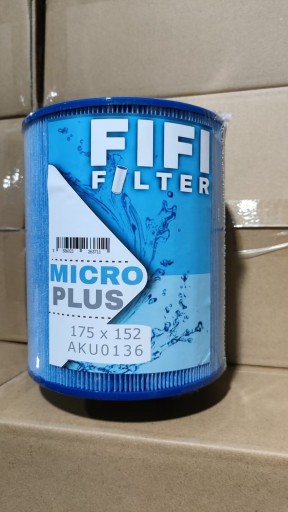 FIFI
FILTER
MICRO
PLUS
175 x 152
AKU0136